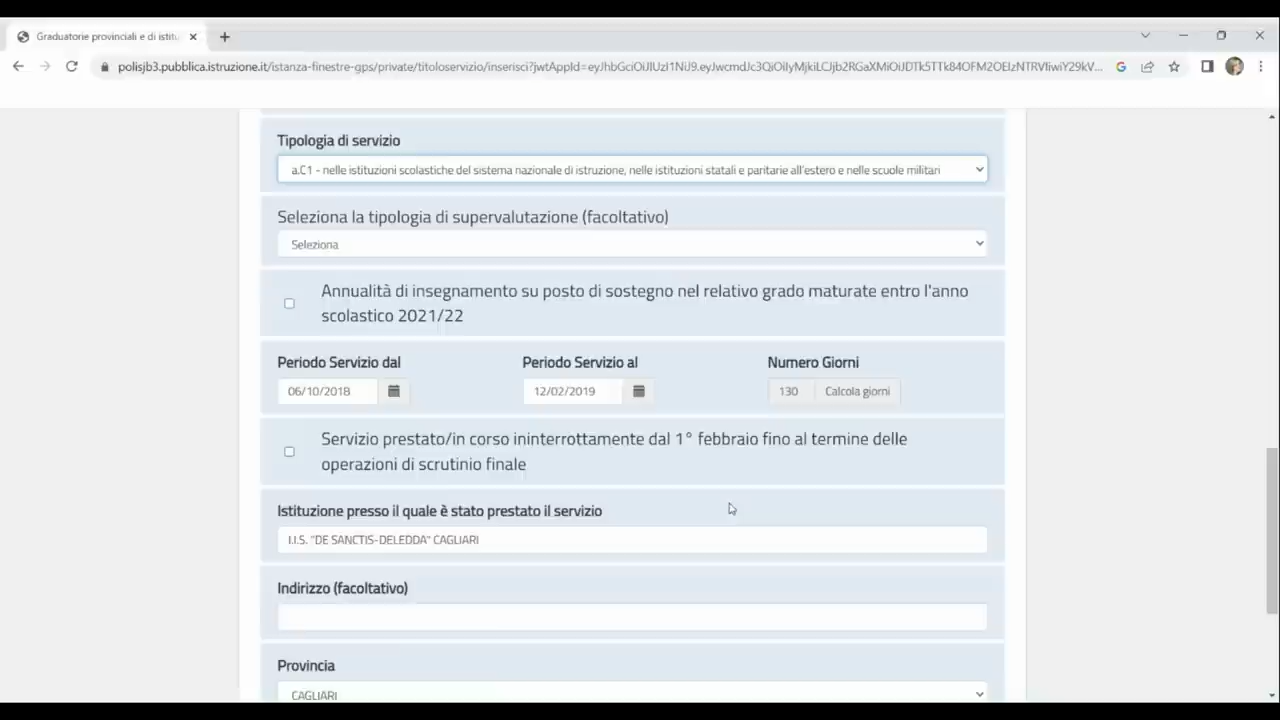 Graduatorie provinciali e di istitu
polisjb3.pubblica.istruzione.it/istanza-finestre-gps/private/titoloservizio/inserisci?jwtAppId=
Tipologia di servizio
a.C1 - nelle istituzioni scolastiche del sistema nazionale di istruzione, nelle istituzioni statali e paritarie all'estero e nelle scuole militari
Seleziona la tipologia di supervalutazione (facoltativo)
Seleziona
Annualità di insegnamento su posto di sostegno nel relativo grado maturate entro l'anno
scolastico 2021/22
Periodo Servizio dal
Periodo Servizio al
Numero Giorni
06/10/2018
12/02/2019
130
Calcola giorni
Servizio prestato/in corso ininterrottamente dal 1° febbraio fino al termine delle
operazioni di scrutinio finale
Istituzione presso il quale è stato prestato il servizio
I.I.S. "DE SANCTIS-DELEDDA" CAGLIARI
Indirizzo (facoltativo)
Provincia
CAGLIARI